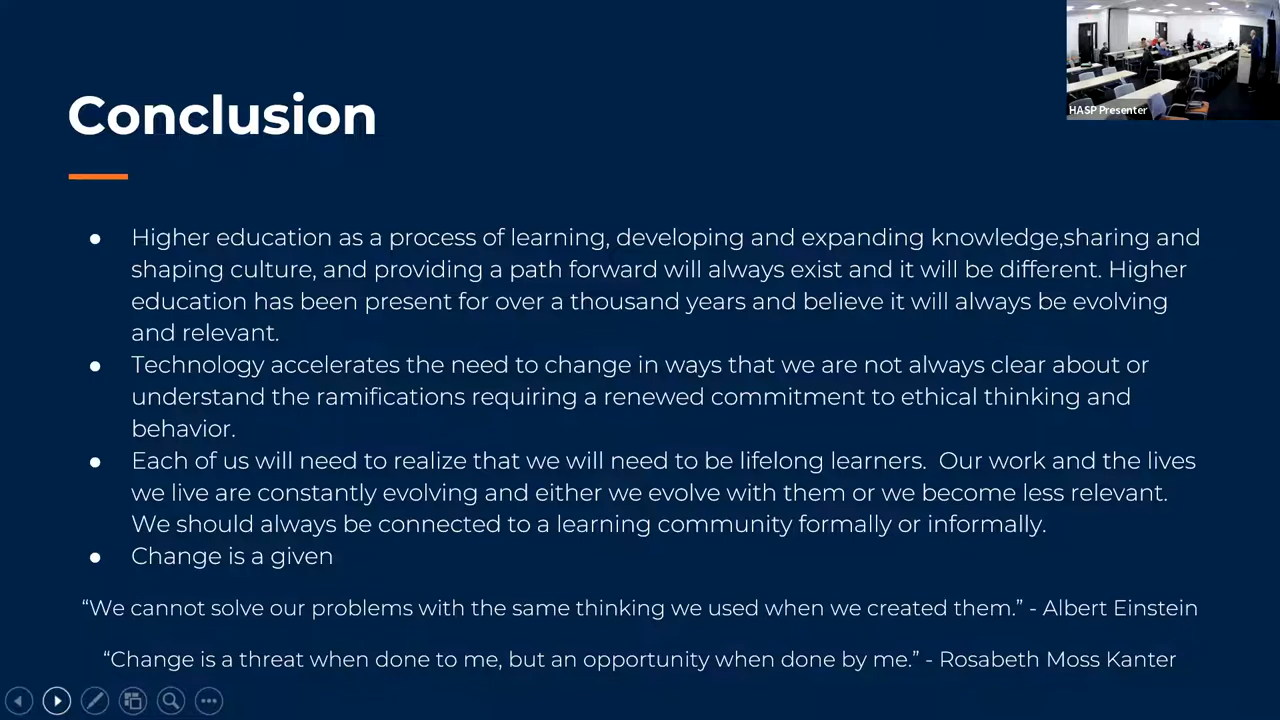 HASP Presenter
Conclusion
● Higher education as a process of learning, developing and expanding knowledge,sharing and
shaping culture, and providing a path forward will always exist and it will be different. Higher
education has been present for over a thousand years and believe it will always be evolving
and relevant.
● Technology accelerates the need to change in ways that we are not always clear about or
understand the ramifications requiring a renewed commitment to ethical thinking and
behavior.
● Each of us will need to realize that we will need to be lifelong learners.  Our work and the lives
we live are constantly evolving and either we evolve with them or we become less relevant.
We should always be connected to a learning community formally or informally.
● Change is a given
“We cannot solve our problems with the same thinking we used when we created them.” - Albert Einstein
“Change is a threat when done to me, but an opportunity when done by me.” - Rosabeth Moss Kanter